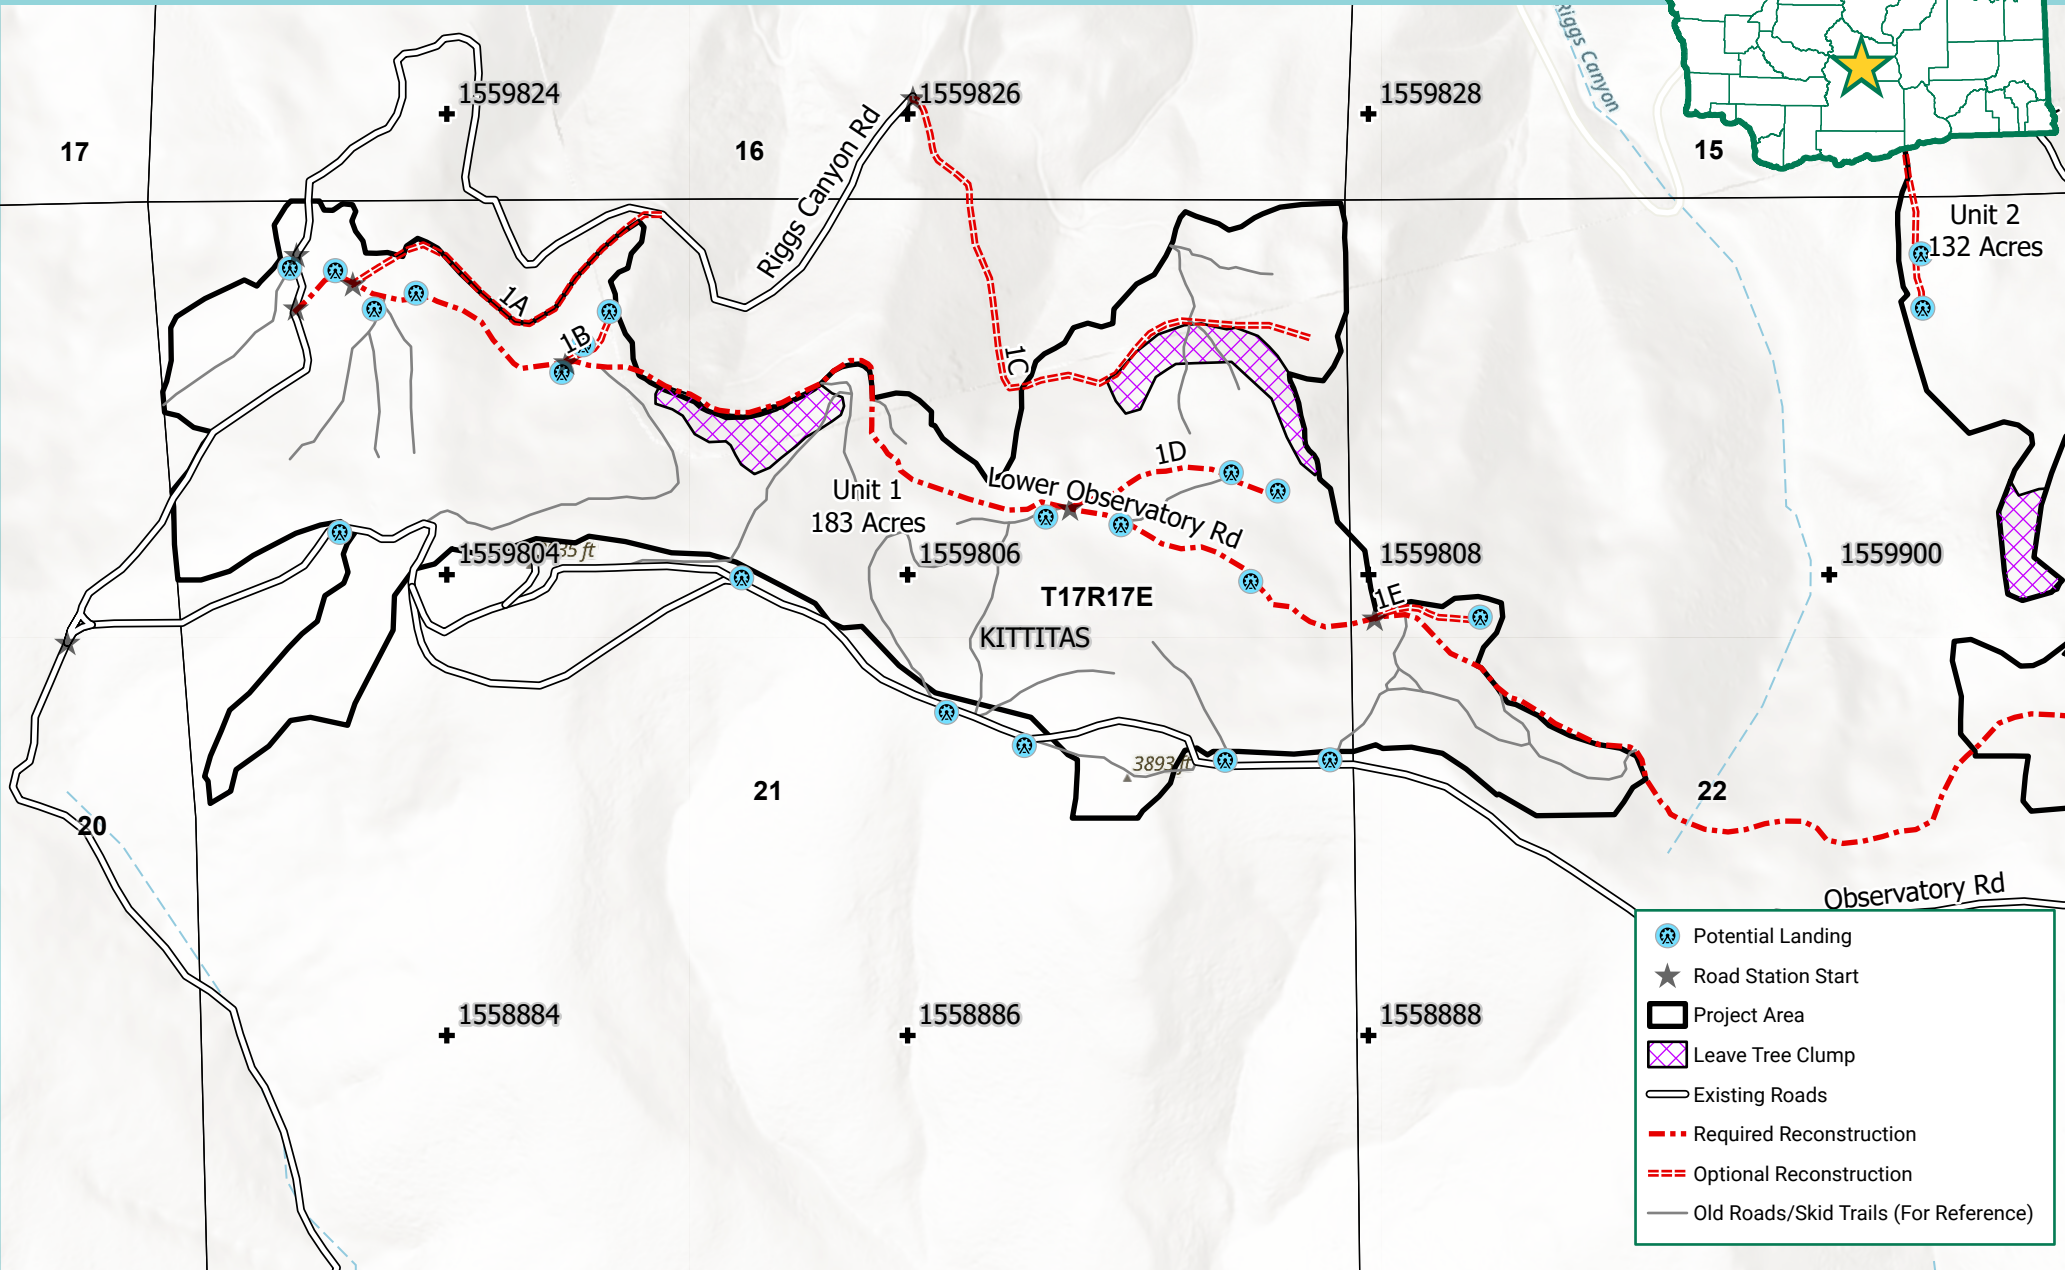 1559824
1559826
1559828
Riggs Canyon
17
16
15
Riggs Canyon Rd
Unit 2
132 Acres
1A
1B
1C
1D
Lower Observatory Rd
Unit 1
183 Acres
1559804
35 ft
1559806
1559808
1559900
1E
T17R17E
KITTITAS
3893 ft
21
22
20
Observatory Rd
1558884
1558886
1558888
Potential Landing
Road Station Start
Project Area
Leave Tree Clump
Existing Roads
Required Reconstruction
Optional Reconstruction
Old Roads/Skid Trails (For Reference)